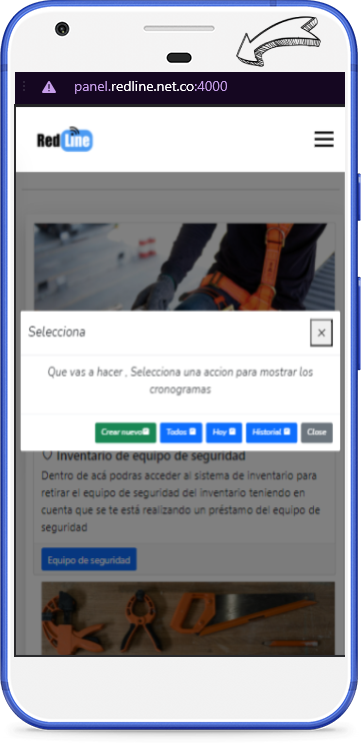 panel.redline.net.co:4000
Red Line
Selecciona
×
Que vas a hacer , Selecciona una accion para mostrar los
cronogramas
Crear nuevo
Todos
Hoy
Historial
Close
Inventario de equipo de seguridad
Dentro de acá podras acceder al sistema de inventario para
retirar el equipo de seguridad del inventario teniendo en
cuenta que se te está realizando un préstamo del equipo de
seguridad
Equipo de seguridad